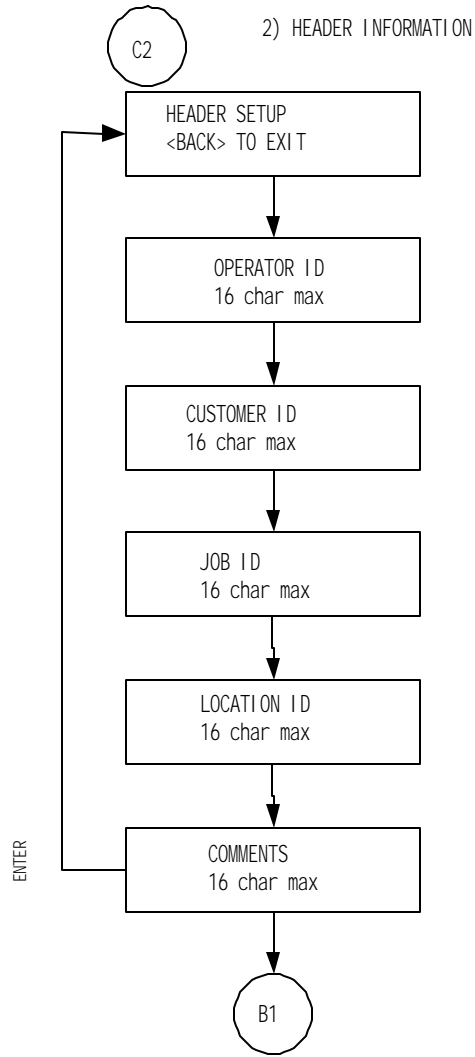 2) HEADER INFORMATION
C2
HEADER SETUP
<BACK> TO EXIT
OPERATOR ID
16 char max
CUSTOMER ID
16 char max
JOB ID
16 char max
LOCATION ID
16 char max
COMMENTS
16 char max
ENTER
B1